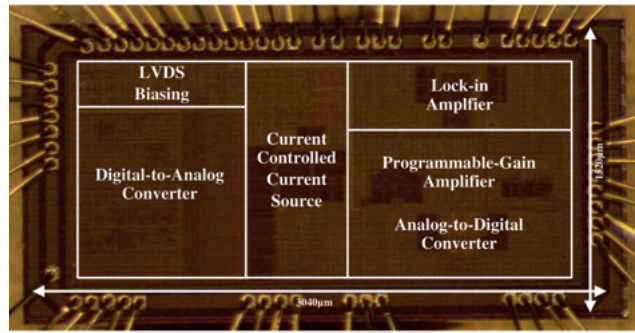 LVDS
Biasing
Digital-to-Analog
Converter
Current
Controlled
Current
Source
Lock-in
Amplfier
Programmable-Gain
Amplifier
Analog-to-Digital
Converter
1520μm
3040μm